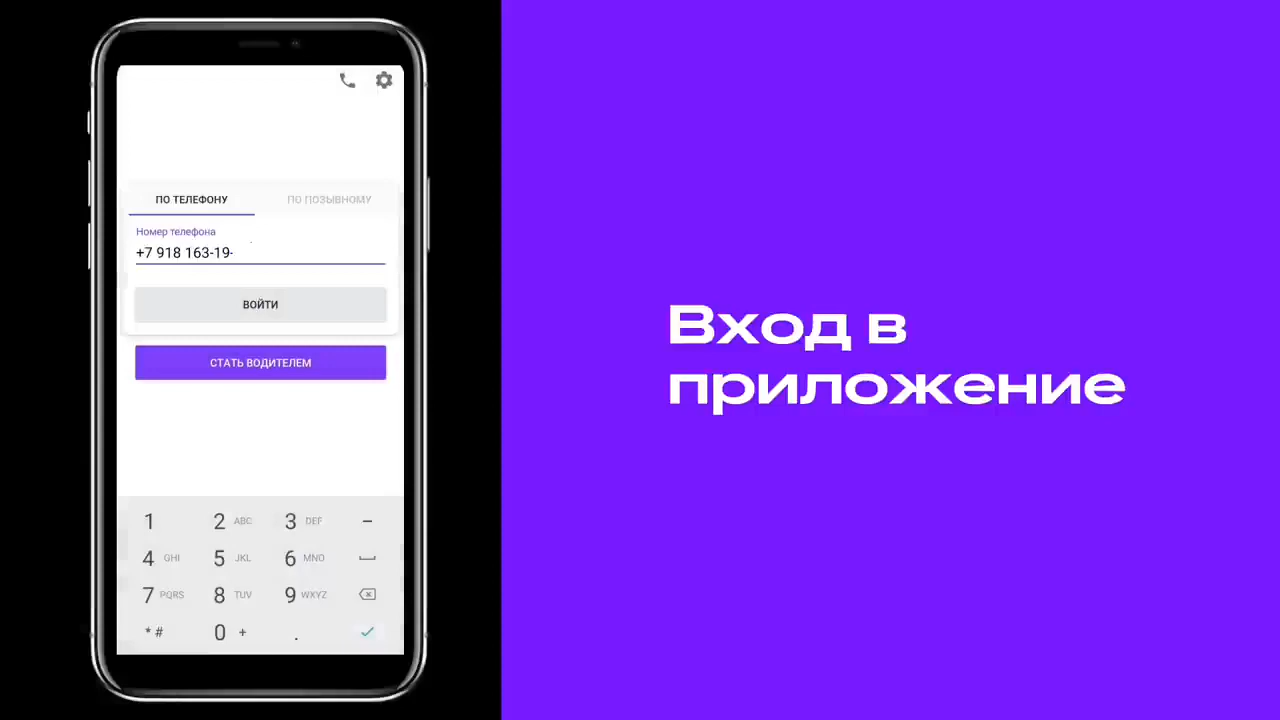 ПО ТЕЛЕФОНУ ПО ПОЗЫВНОМУ
Номер телефона
+7 918 163-19-
ВОЙТИ
СТАТЬ ВОДИТЕЛЕМ
1 2 ABC 3 DEF –
4 GHI 5 JKL 6 MNO
7 PQRS 8 TUV 9 WXYZ
* # 0 + .
Вход в
приложение